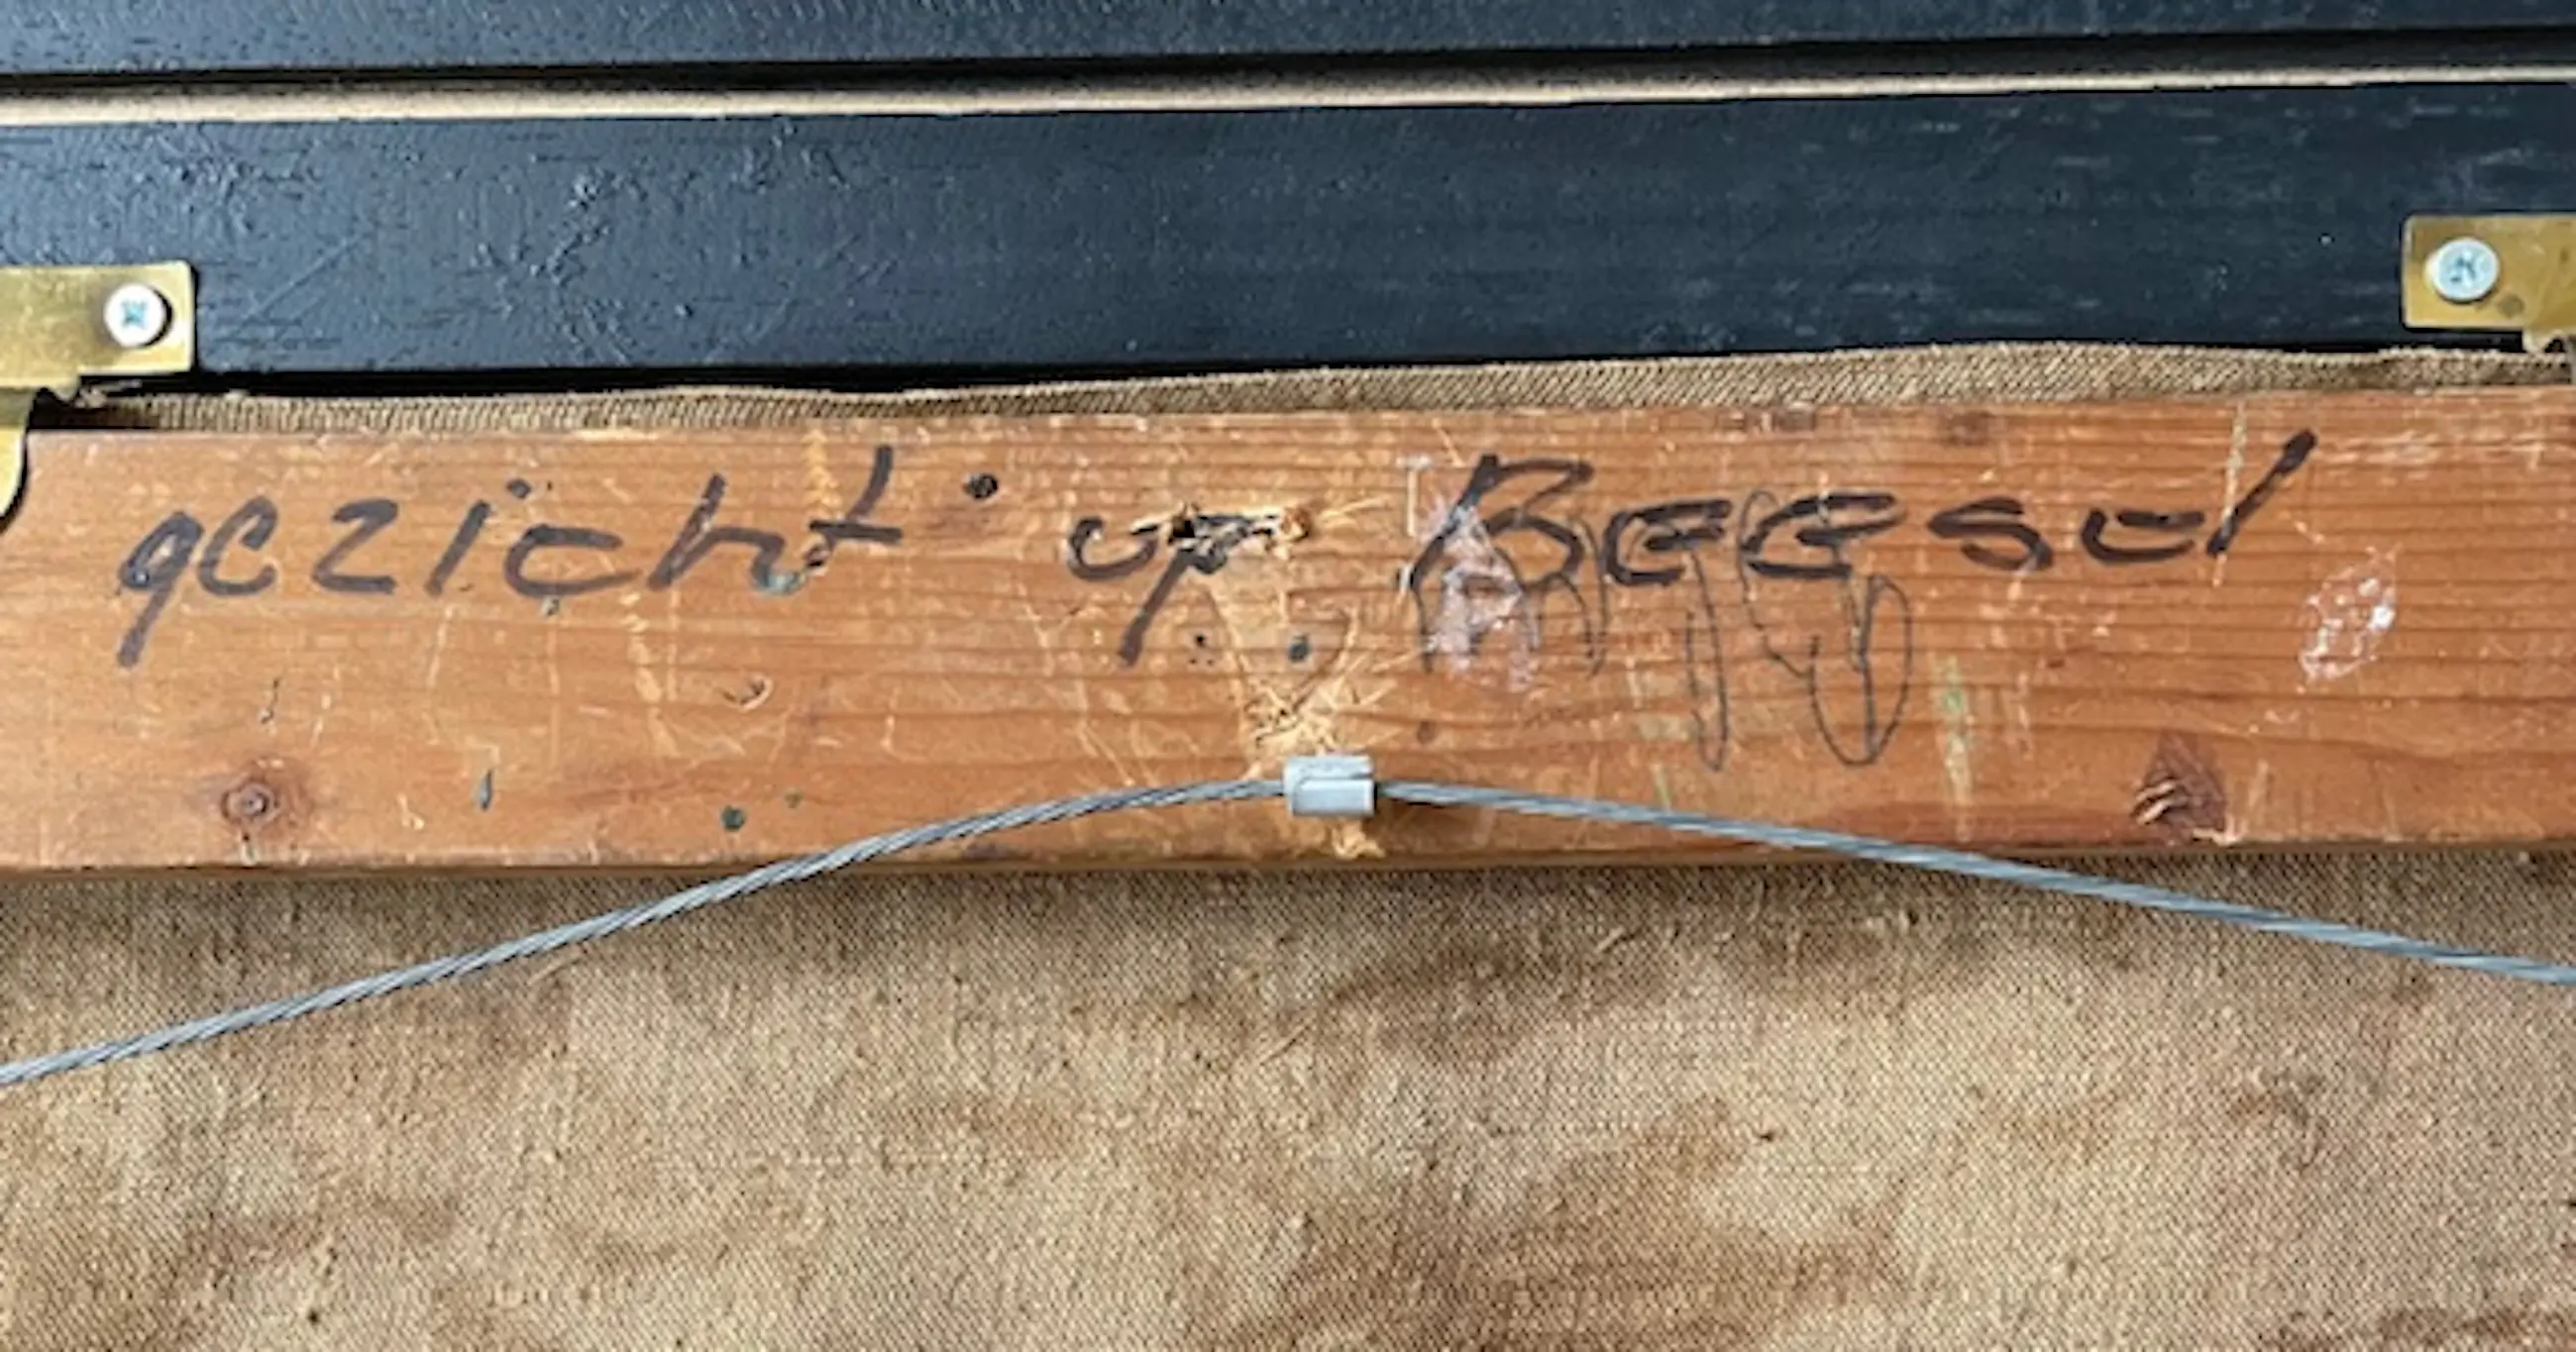 gezicht op Beesel